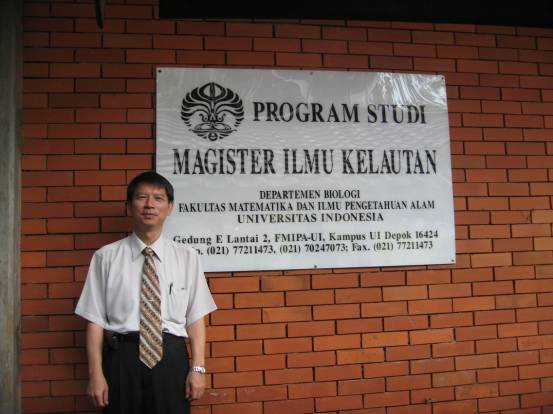 PROGRAM STUDI
MAGISTER ILMU KELAUTAN
DEPARTEMEN BIOLOGI
FAKULTAS MATEMATIKA DAN ILMU PENGETAHUAN ALAM
UNIVERSITAS INDONESIA
Gedung E Lantai 2, FMIPA-UI, Kampus UI Depok 16424
(021) 77211473, (021) 70247073; Fax. (021) 77211473